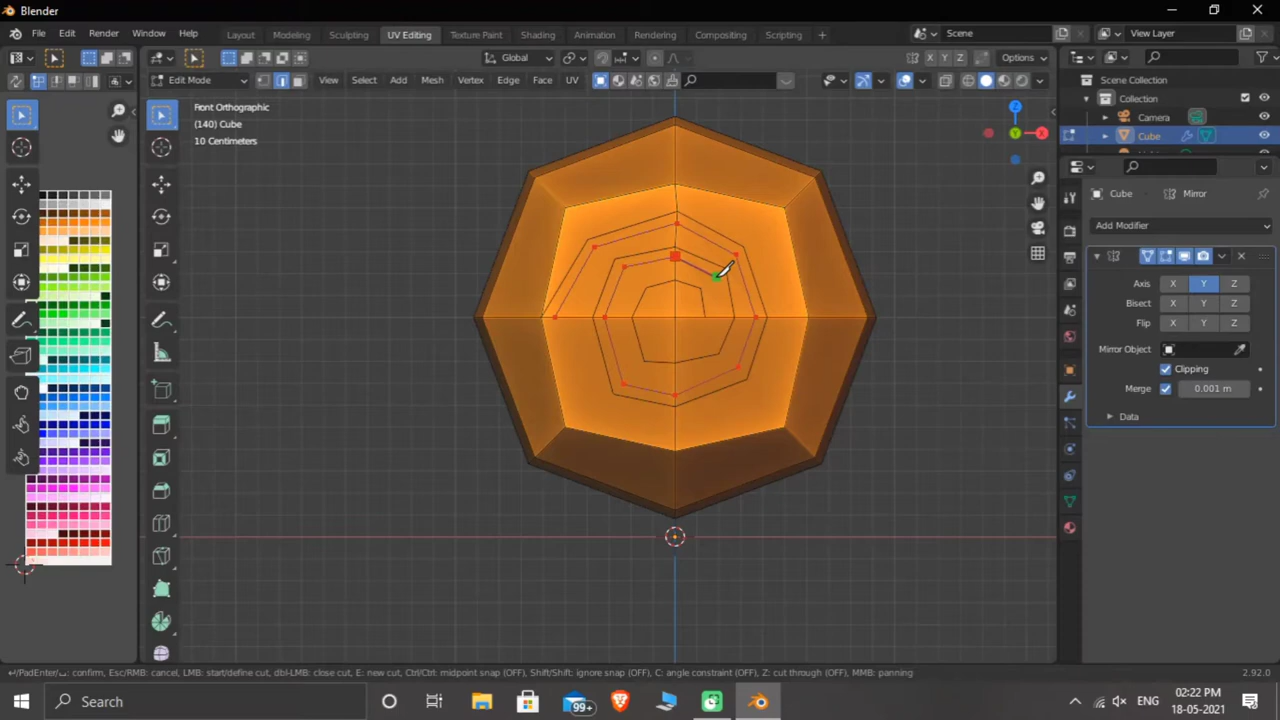 Blender
File Edit Render Window Help Layout Modeling Sculpting UV Editing Texture Paint Shading Animation Rendering Compositing Scripting + Scene View Layer
Global Options X Y Z
Edit Mode View Select Add Mesh Vertex Edge Face UV
Front Orthographic
(140) Cube
10 Centimeters
Z
X
Y
Scene Collection
Collection
Camera
Cube
Cube Mirror
Add Modifier
Axis X Y Z
Bisect X Y Z
Flip X Y Z
Mirror Object
Clipping
Merge 0.001 m
Data
↵/PadEnter/⎵: confirm, Esc/RMB: cancel, LMB: start/define cut, dbl-LMB: close cut, E: new cut, Ctrl/Ctrl: midpoint snap (OFF), Shift/Shift: ignore snap (OFF), C: angle constraint (OFF), Z: cut through (OFF), MMB: panning
2.92.0
Search 99+ ENG 02:22 PM
18-05-2021